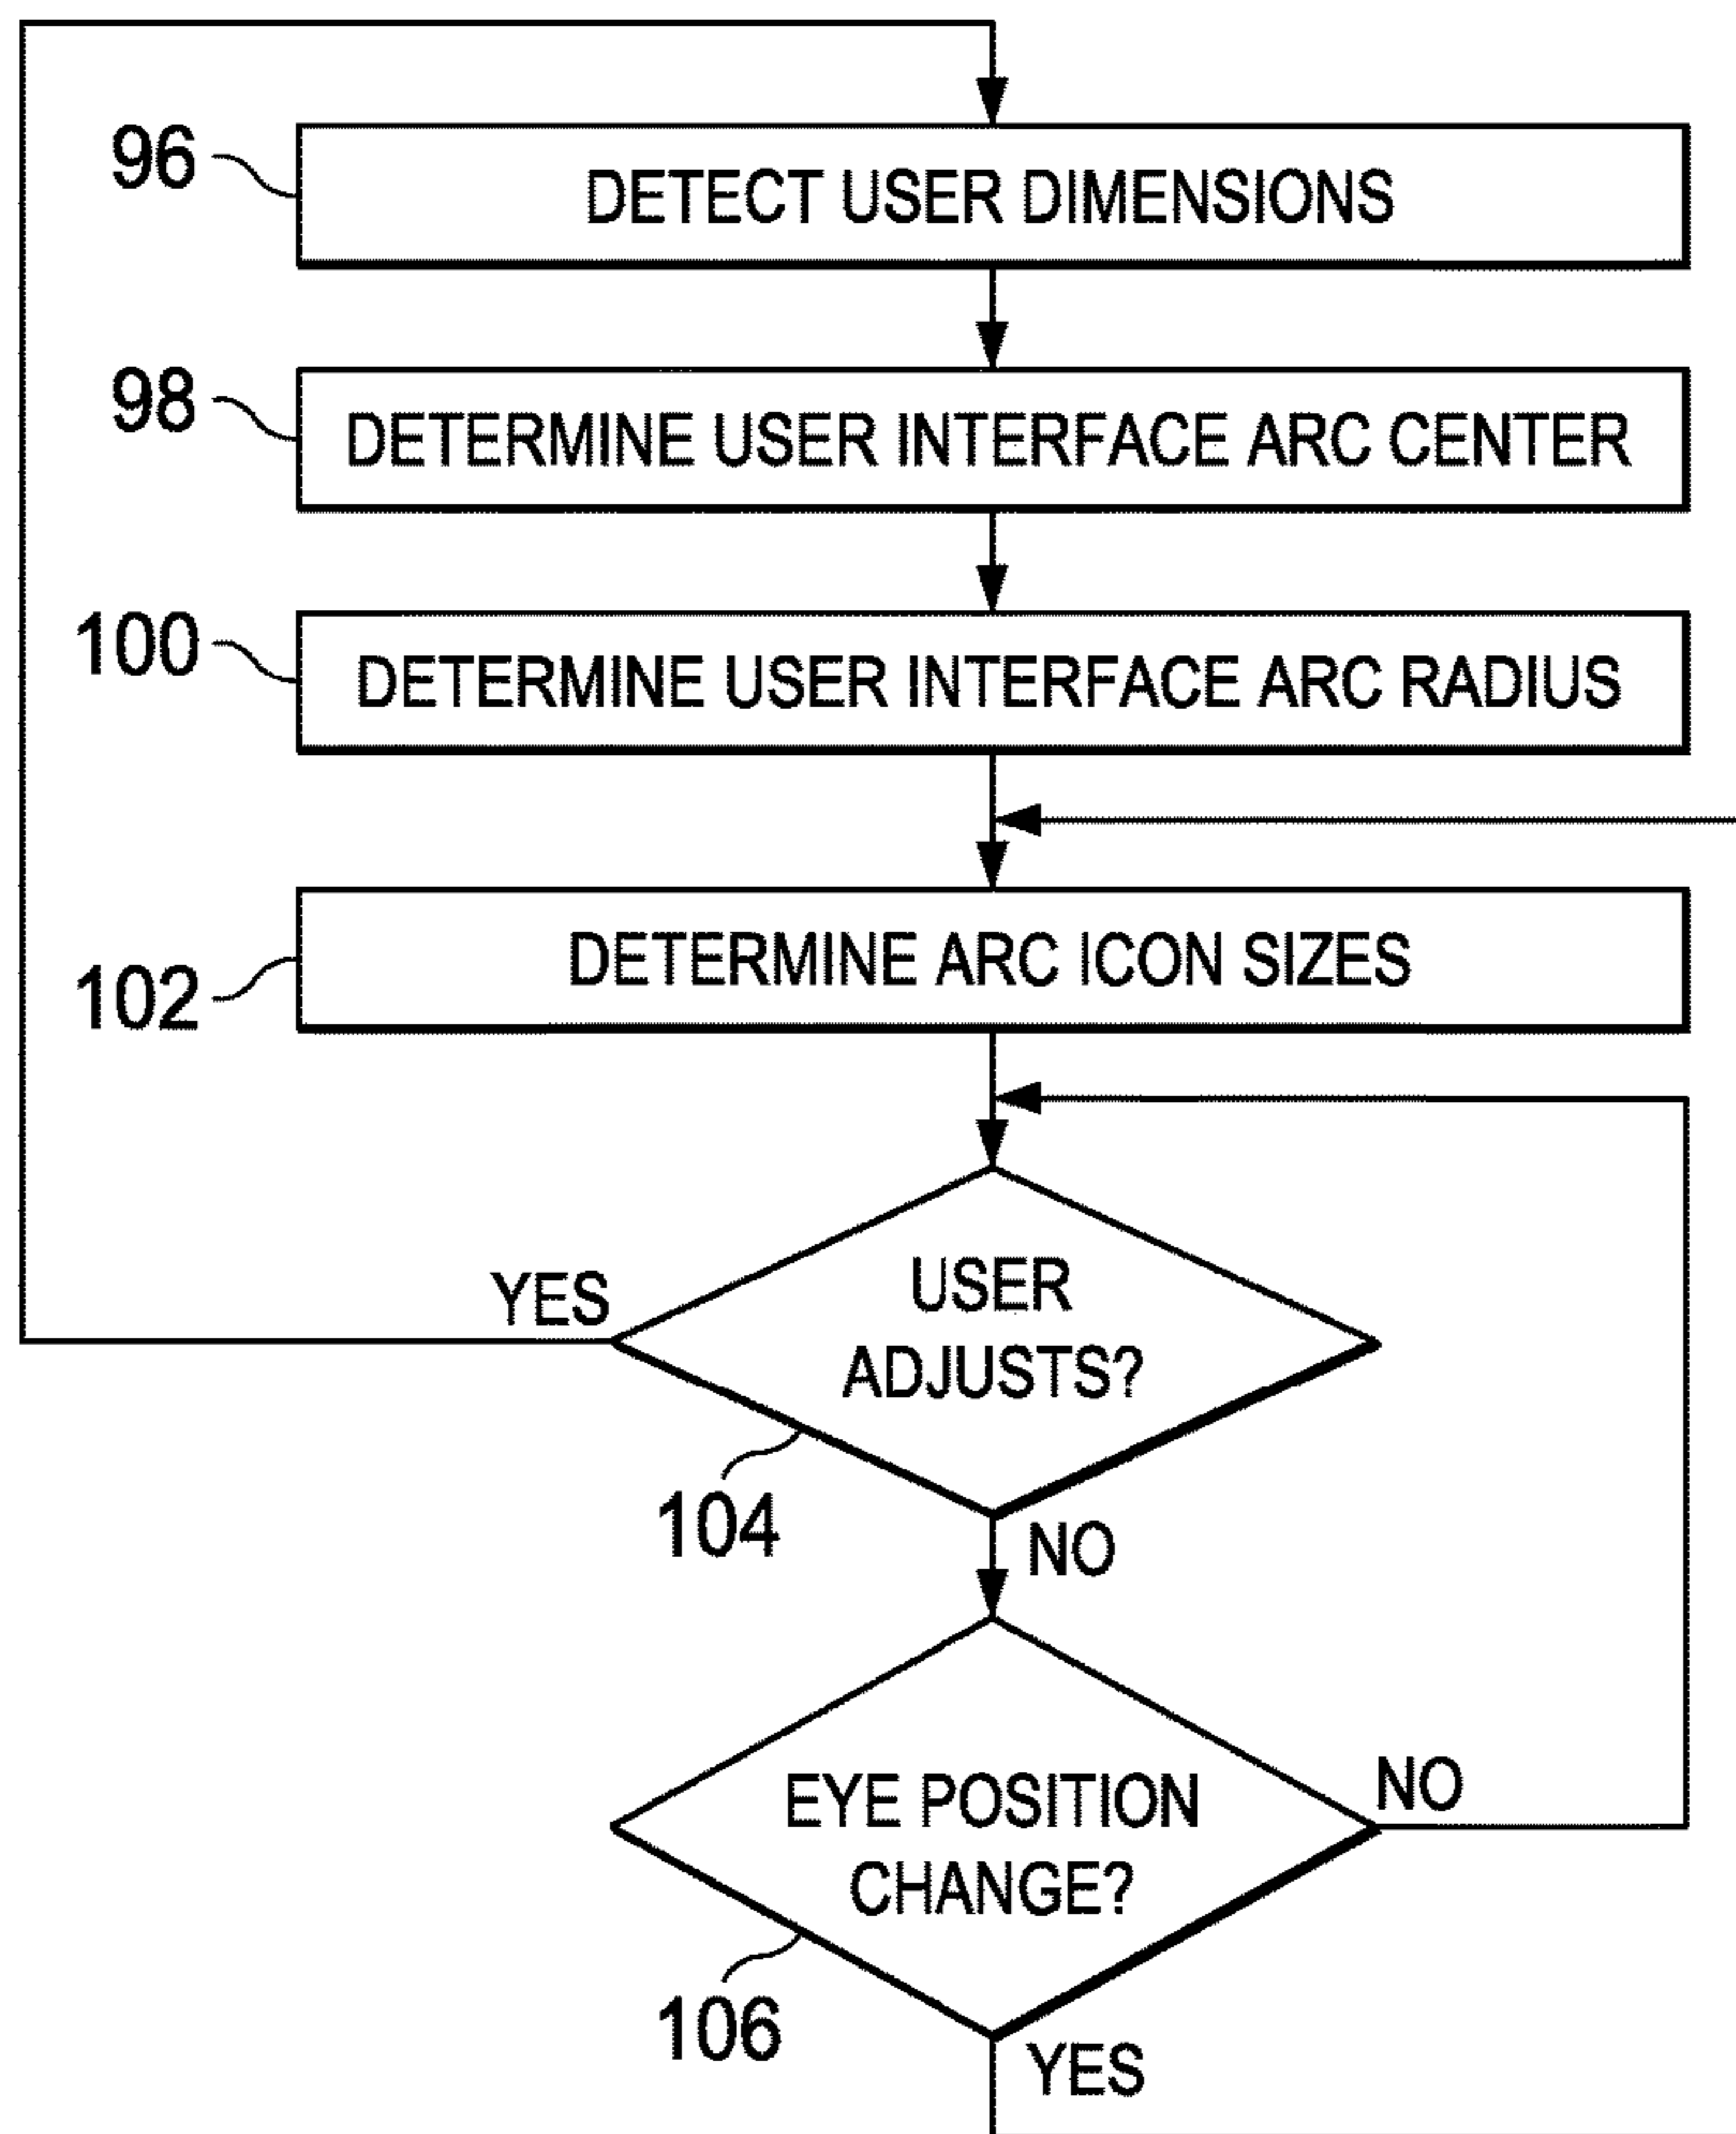 96
DETECT USER DIMENSIONS
98
DETERMINE USER INTERFACE ARC CENTER
100
DETERMINE USER INTERFACE ARC RADIUS
102
DETERMINE ARC ICON SIZES
YES
USER
ADJUSTS?
104
NO
EYE POSITION
CHANGE?
NO
106
YES